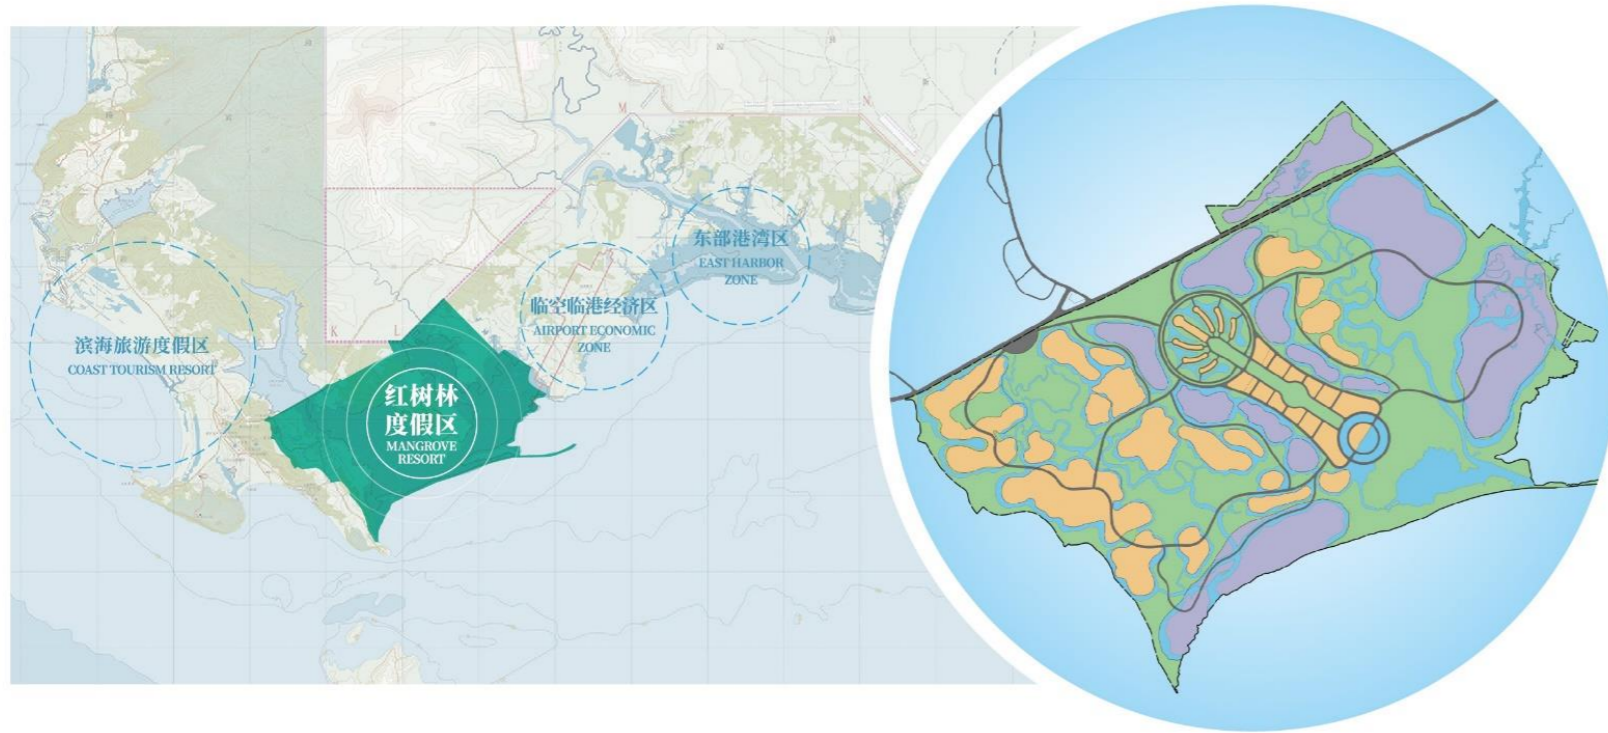 M
N
东部港湾区
EAST HARBOR
ZONE
临空临港经济区
AIRPORT ECONOMIC
ZONE
K
L
滨海旅游度假区
COAST TOURISM RESORT
红树林
度假区
MANGROVE
RESORT